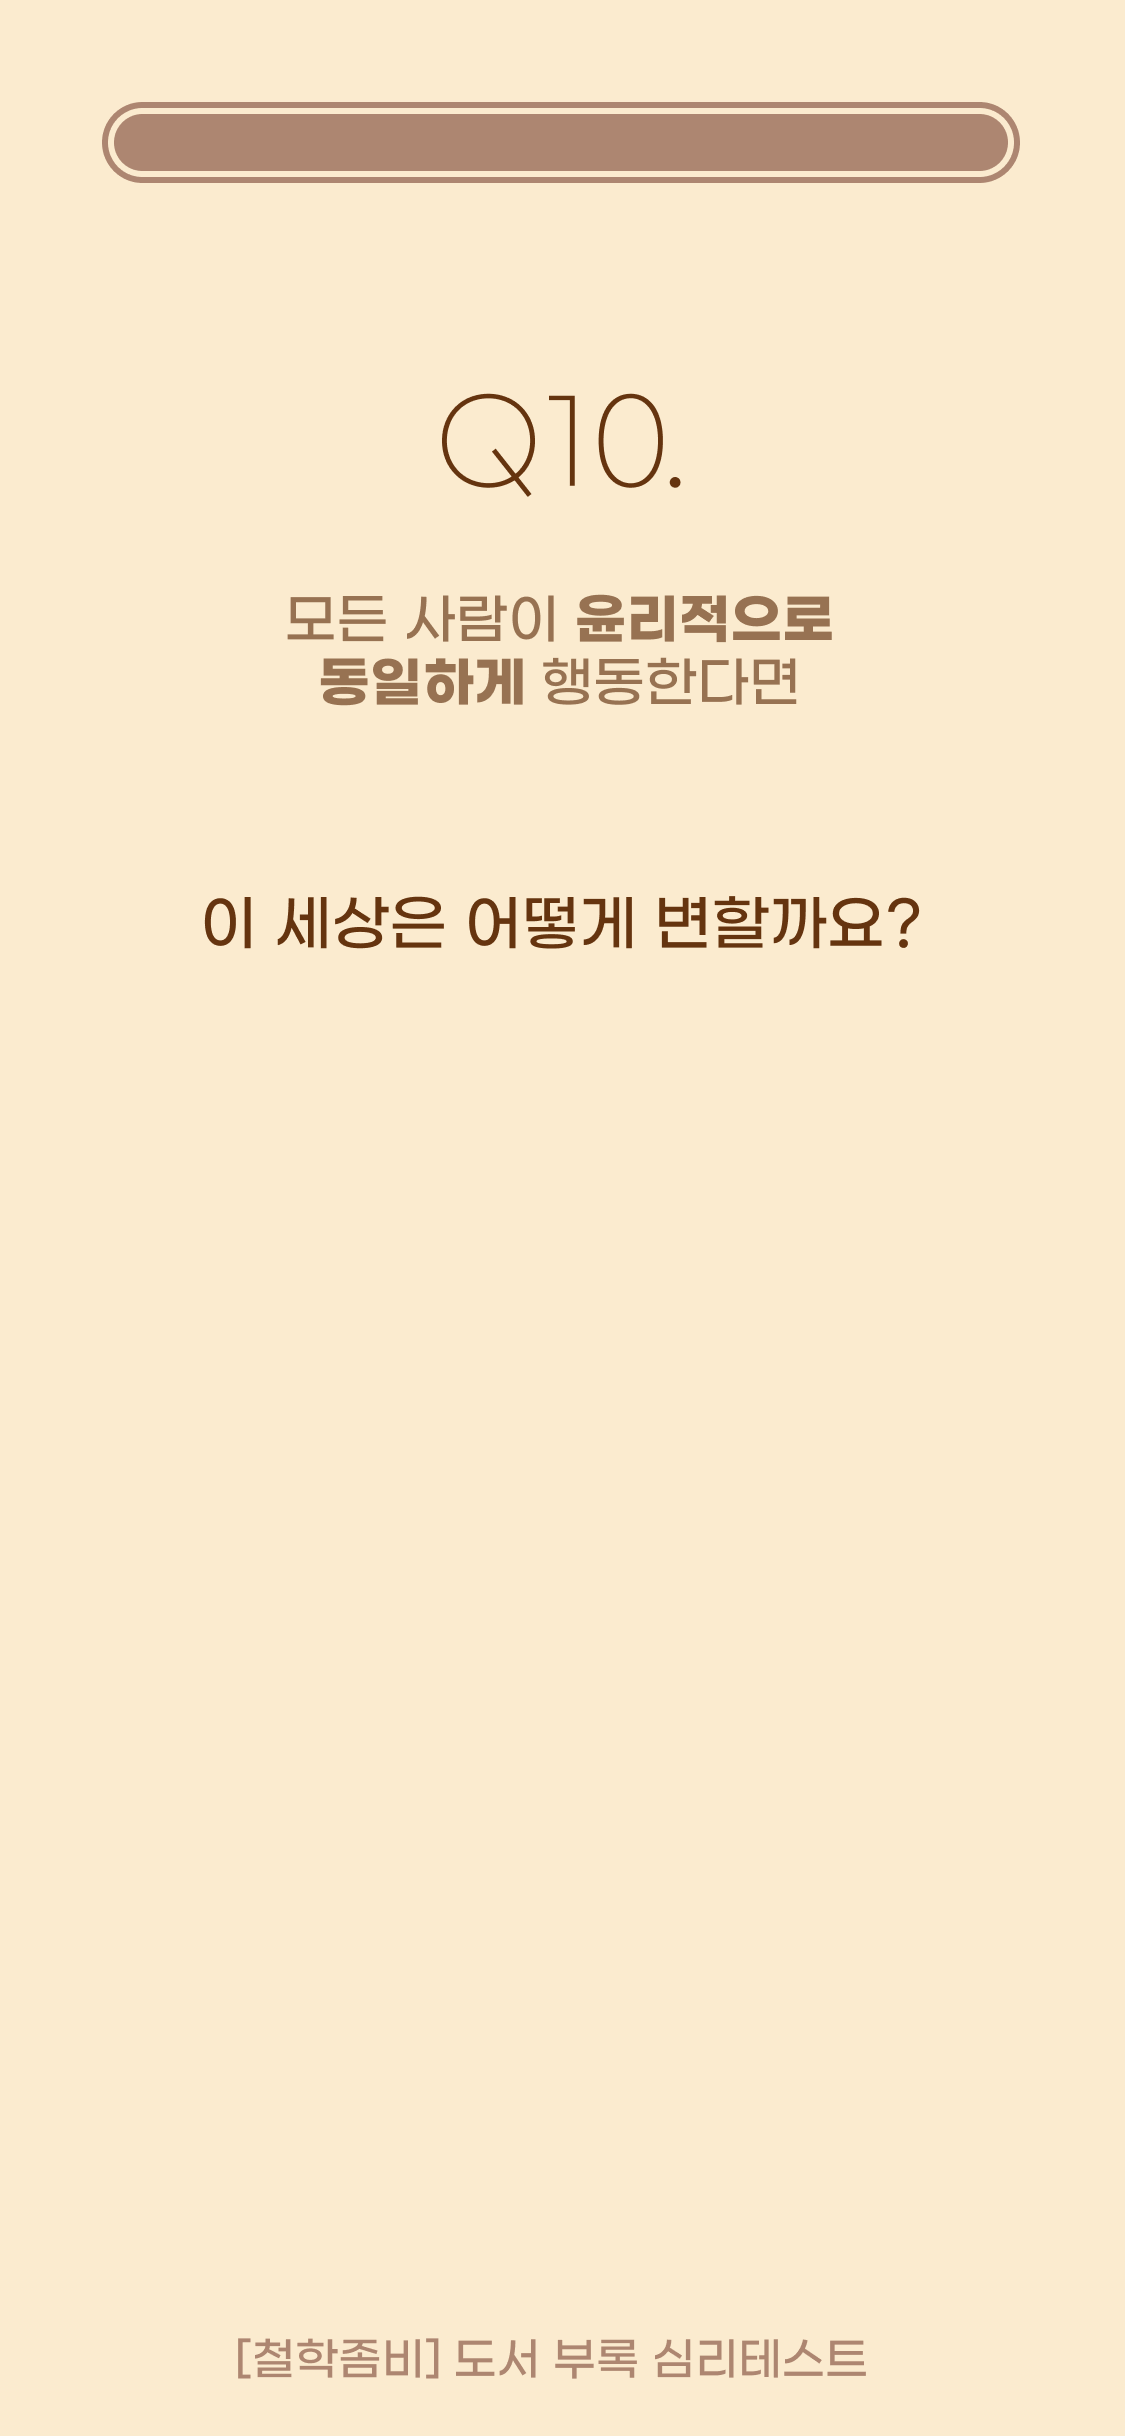 Q10.
모든 사람이 윤리적으로
동일하게 행동한다면
이 세상은 어떻게 변할까요?
[철학좀비] 도서 부록 심리테스트